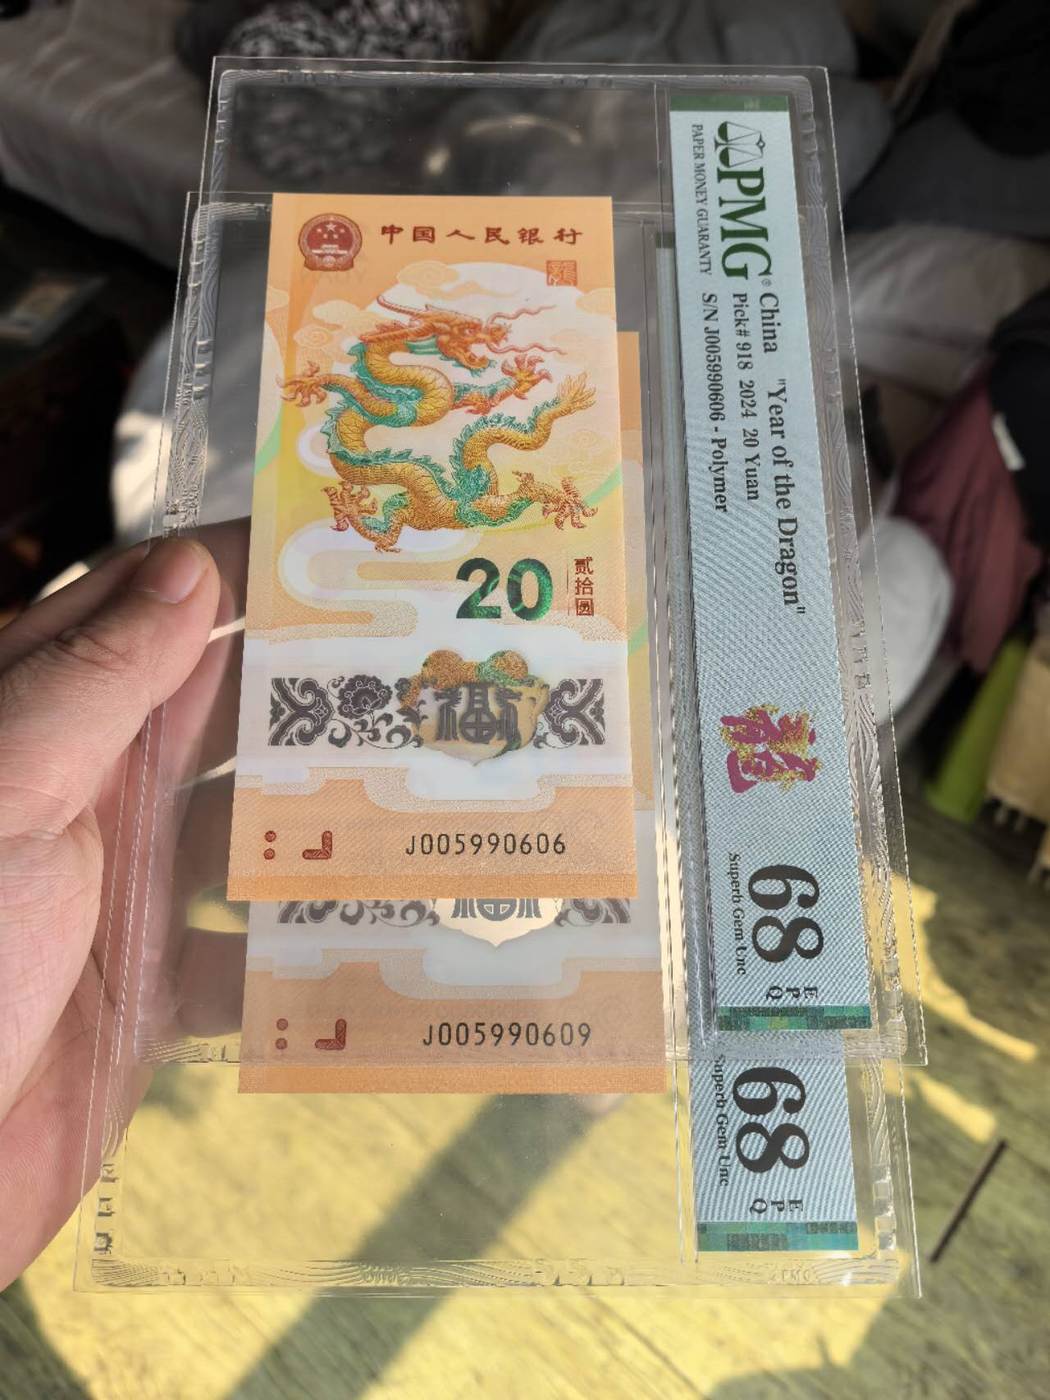 中国人民银行
20
贰拾圆
福
J005990606
J005990609
PMG®
PAPER MONEY GUARANTY
China "Year of the Dragon"
Pick# 918 2024 20 Yuan
S/N J005990606 - Polymer
68 EPQ
Superb Gem Unc
68 EPQ
Superb Gem Unc